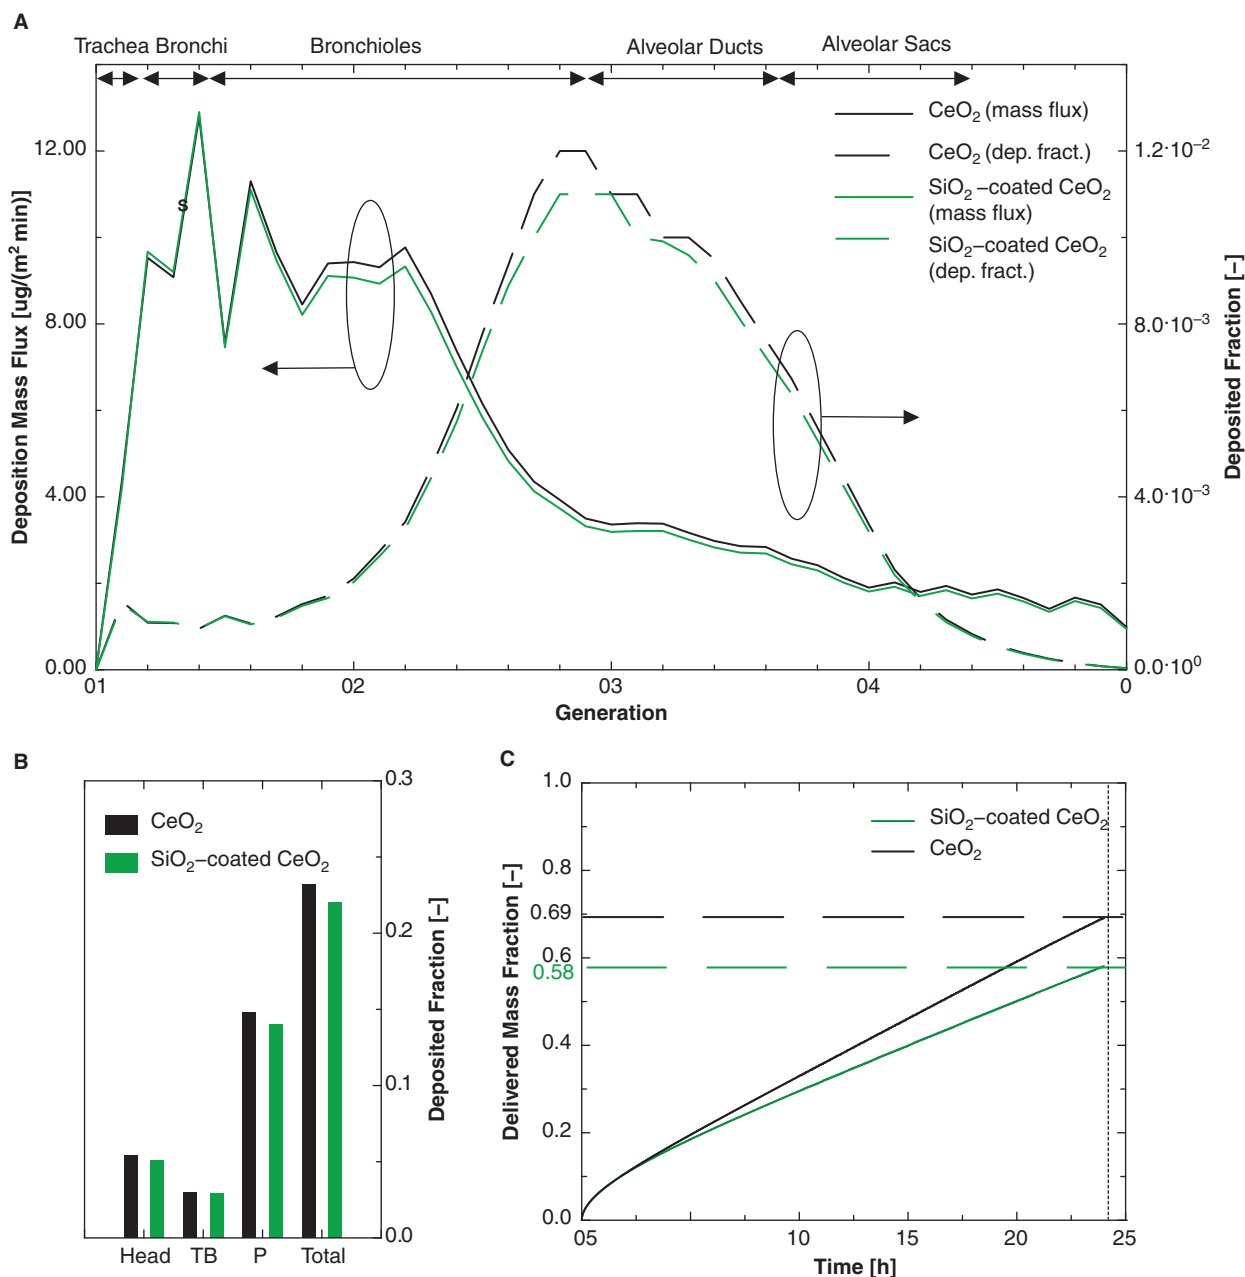 A
Trachea Bronchi
Bronchioles
Alveolar Ducts
Alveolar Sacs
CeO₂ (mass flux)
CeO₂ (dep. fract.)
SiO₂–coated CeO₂
(mass flux)
SiO₂–coated CeO₂
(dep. fract.)
s
Deposition Mass Flux [ug/(m² min)]
12.00
8.00
4.00
0.00
1.2·10⁻²
8.0·10⁻³
4.0·10⁻³
0.0·10⁰
Deposited Fraction [–]
01
02
03
04
0
Generation
B
CeO₂
SiO₂–coated CeO₂
0.3
0.2
0.1
0.0
Deposited Fraction [–]
Head
TB
P
Total
C
SiO₂–coated CeO₂
CeO₂
Delivered Mass Fraction [–]
1.0
0.8
0.69
0.6
0.58
0.4
0.2
0.0
05
10
15
20
25
Time [h]